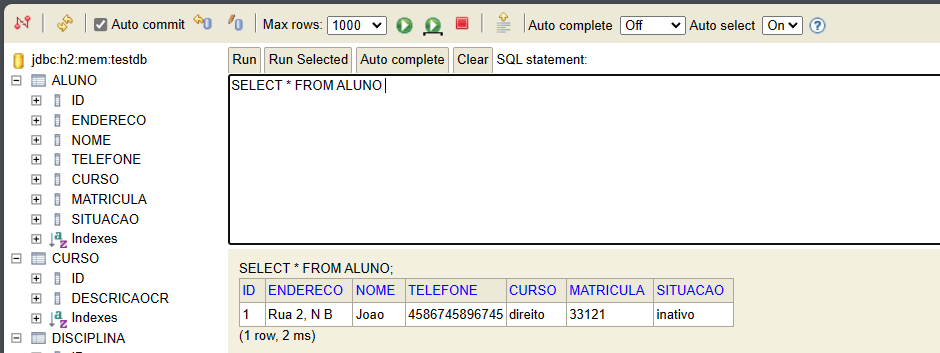 Auto commit Max rows: 1000 Auto complete Off Auto select On ?
jdbc:h2:mem:testdb
ALUNO
ID
ENDERECO
NOME
TELEFONE
CURSO
MATRICULA
SITUACAO
Indexes
CURSO
ID
DESCRICAOCR
Indexes
DISCIPLINA
Run Run Selected Auto complete Clear SQL statement:
SELECT * FROM ALUNO
SELECT * FROM ALUNO;
ID ENDERECO NOME TELEFONE CURSO MATRICULA SITUACAO
1 Rua 2, N B Joao 4586745896745 direito 33121 inativo
(1 row, 2 ms)